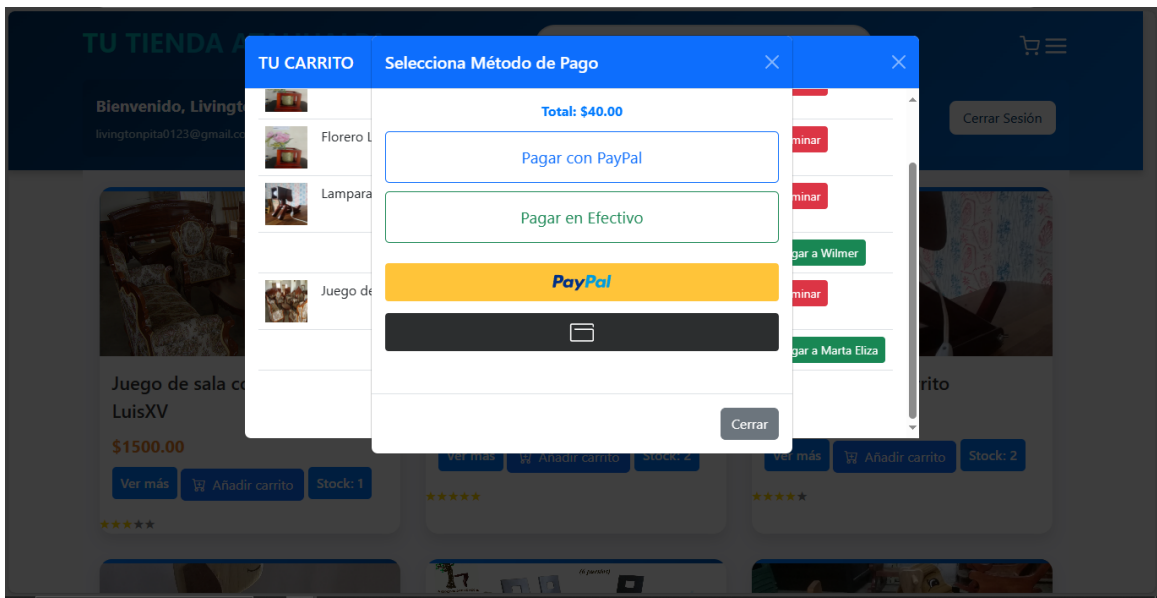 TU TIENDA A
TU CARRITO
Selecciona Método de Pago
Bienvenido, Livingt
livingtonpita0123@gmail.co
Cerrar Sesión
Total: $40.00
Florero L
minar
Pagar con PayPal
Lampara
minar
Pagar en Efectivo
gar a Wilmer
Juego de
minar
PayPal
gar a Marta Eliza
Juego de sala co
LuisXV
rrito
$1500.00
Cerrar
Ver más
Añadir carrito
Stock: 1
Ver más
Añadir carrito
Stock: 2
Ver más
Añadir carrito
Stock: 2